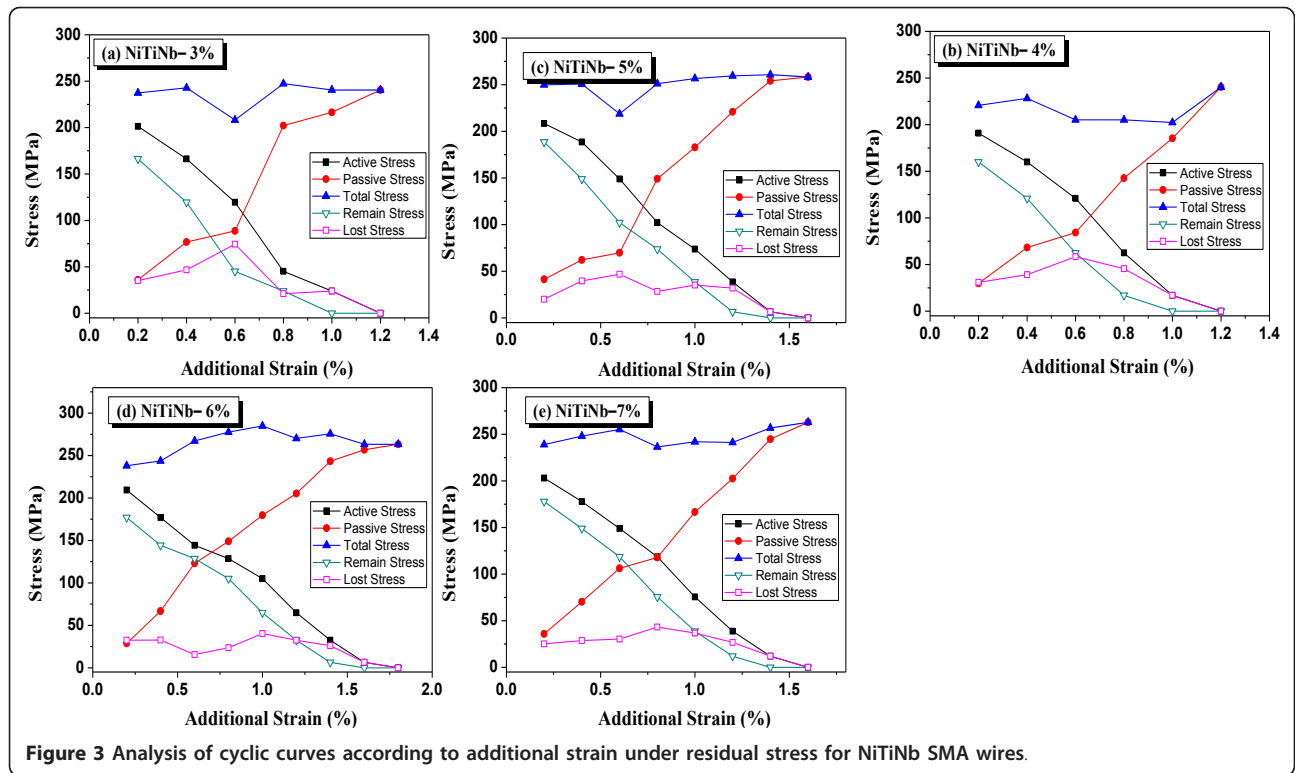 (a) NiTiNb– 3%
Stress (MPa)
300
250
200
150
100
50
0
Active Stress
Passive Stress
Total Stress
Remain Stress
Lost Stress
0.0 0.2 0.4 0.6 0.8 1.0 1.2 1.4
Additional Strain (%)
(c) NiTiNb– 5%
Stress (MPa)
300
250
200
150
100
50
0
Active Stress
Passive Stress
Total Stress
Remain Stress
Lost Stress
0.0 0.5 1.0 1.5
Additional Strain (%)
(b) NiTiNb– 4%
Stress (MPa)
300
250
200
150
100
50
0
Active Stress
Passive Stress
Total Stress
Remain Stress
Lost Stress
0.0 0.2 0.4 0.6 0.8 1.0 1.2 1.4
Additional Strain (%)
(d) NiTiNb– 6%
Stress (MPa)
300
250
200
150
100
50
0
Active Stress
Passive Stress
Total Stress
Remain Stress
Lost Stress
0.0 0.5 1.0 1.5 2.0
Additional Strain (%)
(e) NiTiNb–7%
Stress (MPa)
300
250
200
150
100
50
0
Active Stress
Passive Stress
Total Stress
Remain Stress
Lost Stress
0.0 0.5 1.0 1.5
Additional Strain (%)
Figure 3 Analysis of cyclic curves according to additional strain under residual stress for NiTiNb SMA wires.